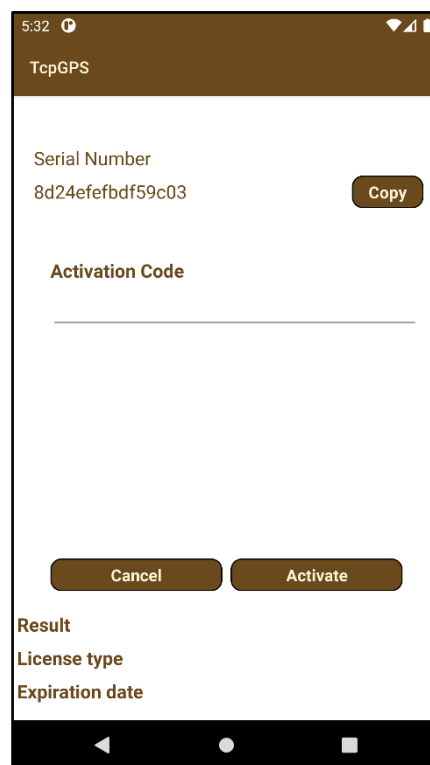 5:32
TcpGPS
Serial Number
8d24efefbdf59c03
Copy
Activation Code
Cancel Activate
Result
License type
Expiration date